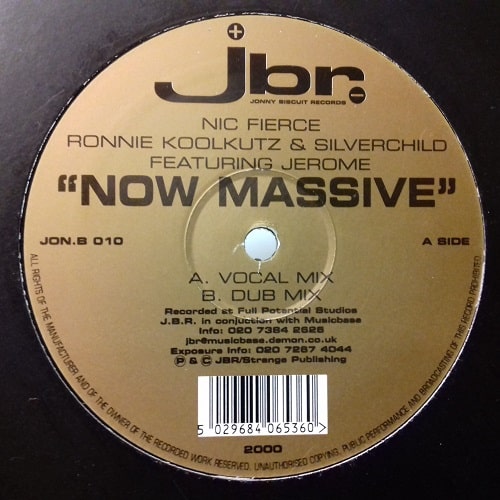 +
jbr.
-
JONNY BISCUIT RECORDS
NIC FIERCE
RONNIE KOOLKUTZ & SILVERCHILD
FEATURING JEROME
"NOW MASSIVE"
JON.B 010
A SIDE
A. VOCAL MIX
B. DUB MIX
Recorded at Full Potential Studios
J.B.R. in conjuction with Musicbase
Info: 020 7384 2626
jbr@musicbase.demon.co.uk
Exposure Info: 020 7267 4044
℗ & © JBR/Strange Publishing
5 029684 065360 >
2000
ALL RIGHTS OF THE MANUFACTURER AND OF THE OWNER OF THE RECORDED WORK RESERVED. UNAUTHORISED COPYING, PUBLIC PERFORMANCE AND BROADCASTING OF THIS RECORD PROHIBITED